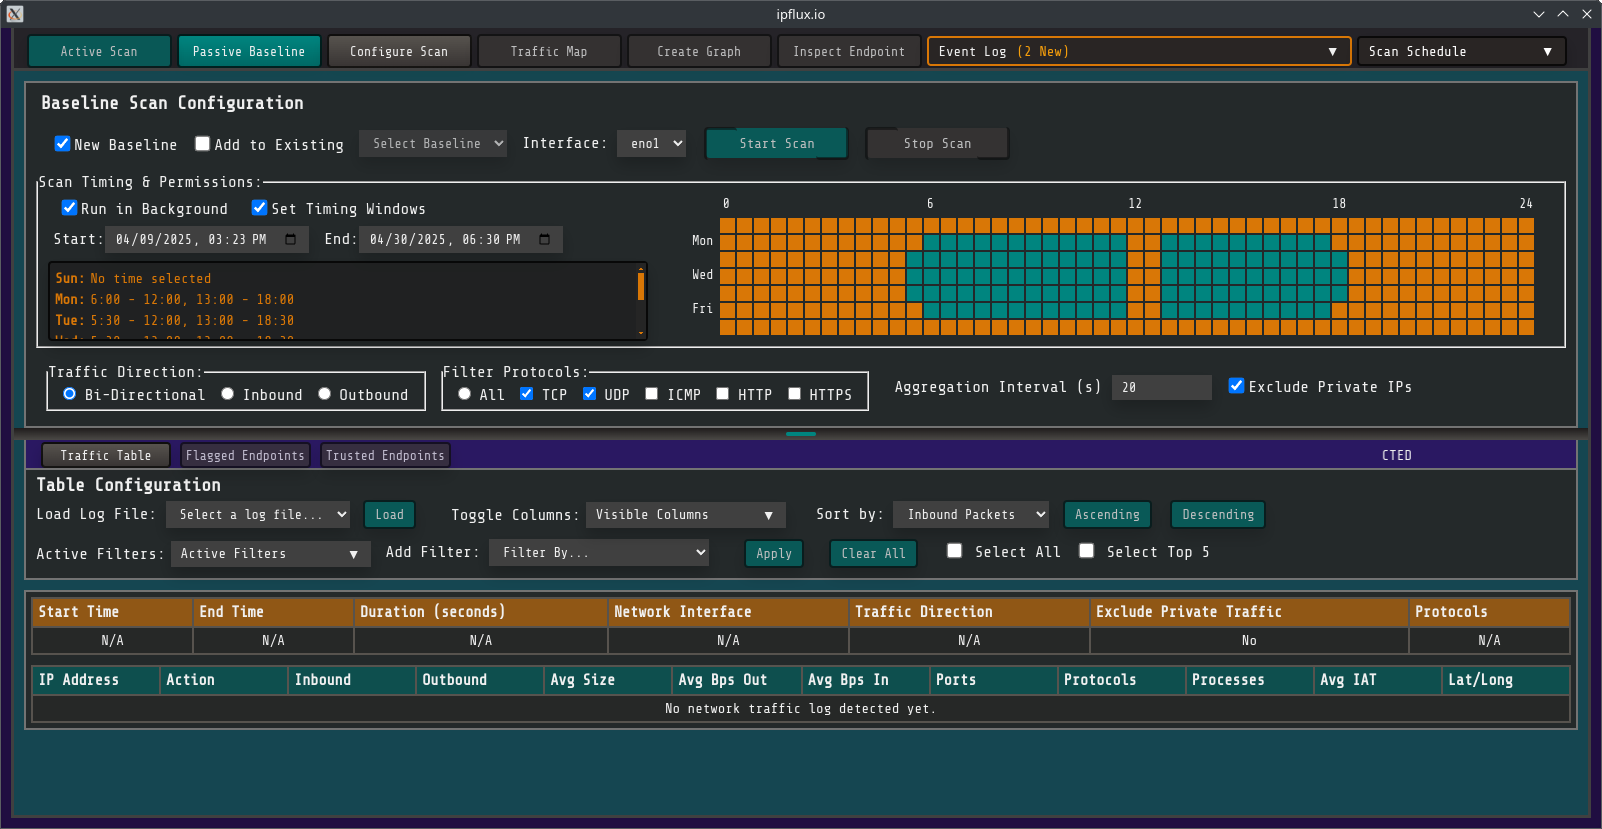 ipflux.io
Active Scan Passive Baseline Configure Scan Traffic Map Create Graph Inspect Endpoint Event Log (2 New) ▼ Scan Schedule ▼
Baseline Scan Configuration
New Baseline Add to Existing Select Baseline Interface: eno1 Start Scan Stop Scan
Scan Timing & Permissions:
Run in Background Set Timing Windows
Start: 04/09/2025, 03:23 PM End: 04/30/2025, 06:30 PM
Sun: No time selected
Mon: 6:00 - 12:00, 13:00 - 18:00
Tue: 5:30 - 12:00, 13:00 - 18:30
0 6 12 18 24
Mon
Wed
Fri
Traffic Direction:
Bi-Directional Inbound Outbound
Filter Protocols:
All TCP UDP ICMP HTTP HTTPS
Aggregation Interval (s) 20 Exclude Private IPs
Traffic Table Flagged Endpoints Trusted Endpoints CTED
Table Configuration
Load Log File: Select a log file... Load Toggle Columns: Visible Columns ▼ Sort by: Inbound Packets Ascending Descending
Active Filters: Active Filters ▼ Add Filter: Filter By... Apply Clear All Select All Select Top 5
Start Time End Time Duration (seconds) Network Interface Traffic Direction Exclude Private Traffic Protocols
N/A N/A N/A N/A N/A No N/A
IP Address Action Inbound Outbound Avg Size Avg Bps Out Avg Bps In Ports Protocols Processes Avg IAT Lat/Long
No network traffic log detected yet.